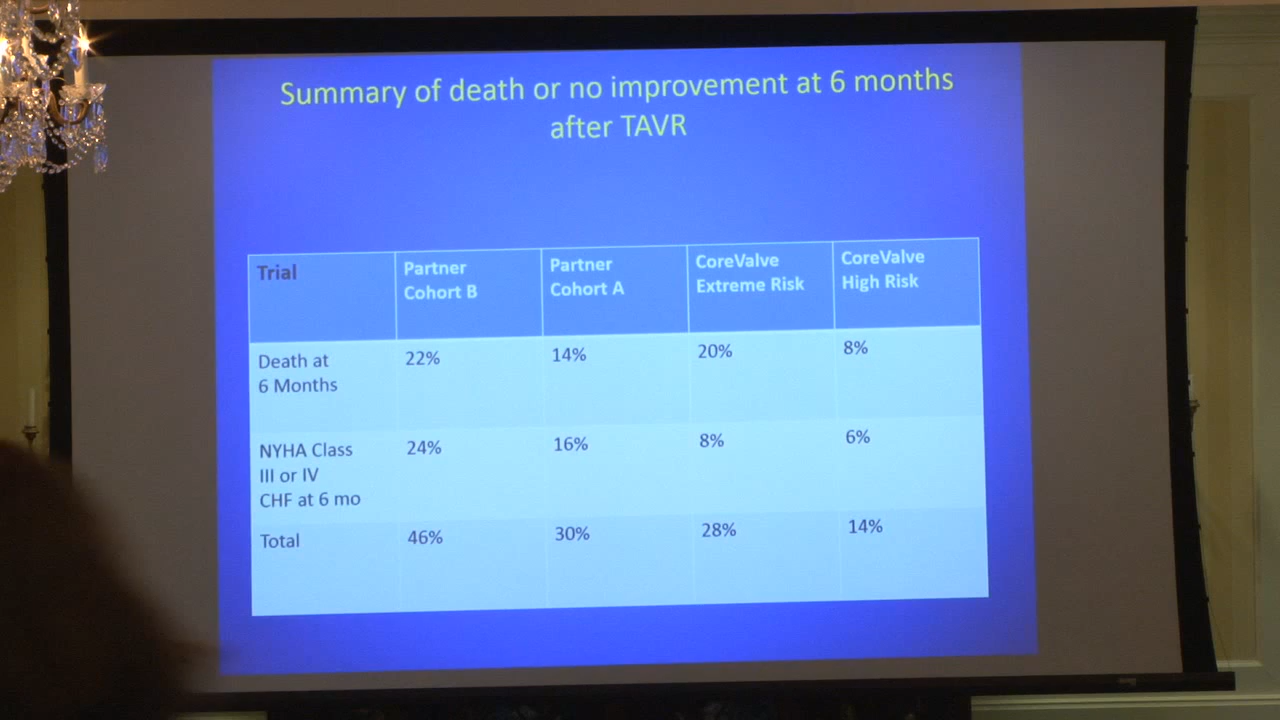 Summary of death or no improvement at 6 months
after TAVR
Trial
Partner
Cohort B
Partner
Cohort A
CoreValve
Extreme Risk
CoreValve
High Risk
Death at
6 Months
22%
14%
20%
8%
NYHA Class
III or IV
CHF at 6 mo
24%
16%
8%
6%
Total
46%
30%
28%
14%